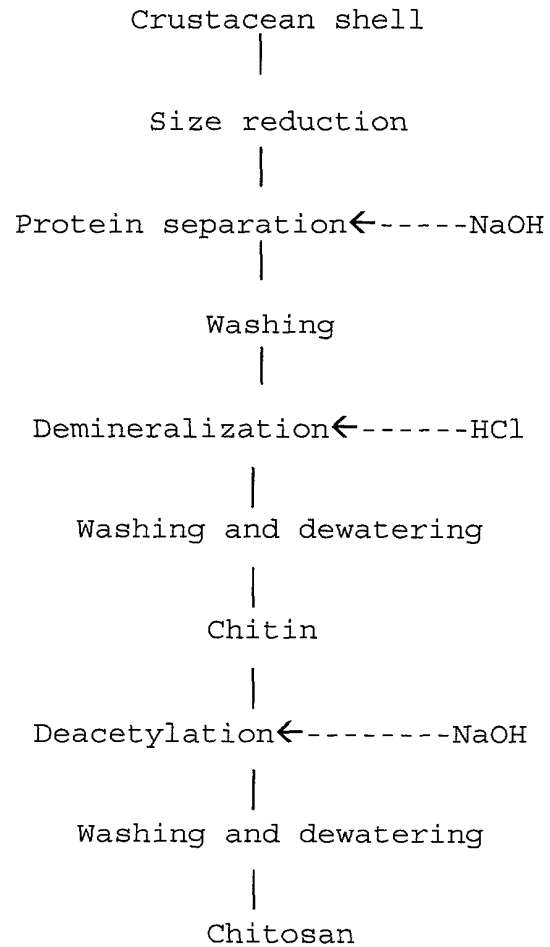 Crustacean shell
Size reduction
Protein separation←-----NaOH
Washing
Demineralization←------HCl
Washing and dewatering
Chitin
Deacetylation←--------NaOH
Washing and dewatering
Chitosan